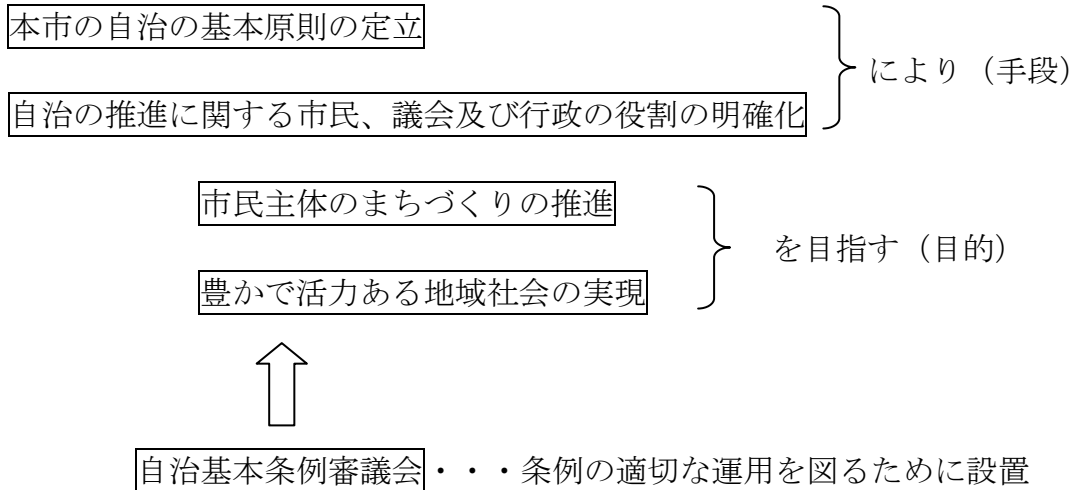 本市の自治の基本原則の定立
により（手段）
自治の推進に関する市民、議会及び行政の役割の明確化
市民主体のまちづくりの推進
を目指す（目的）
豊かで活力ある地域社会の実現
自治基本条例審議会・・・条例の適切な運用を図るために設置